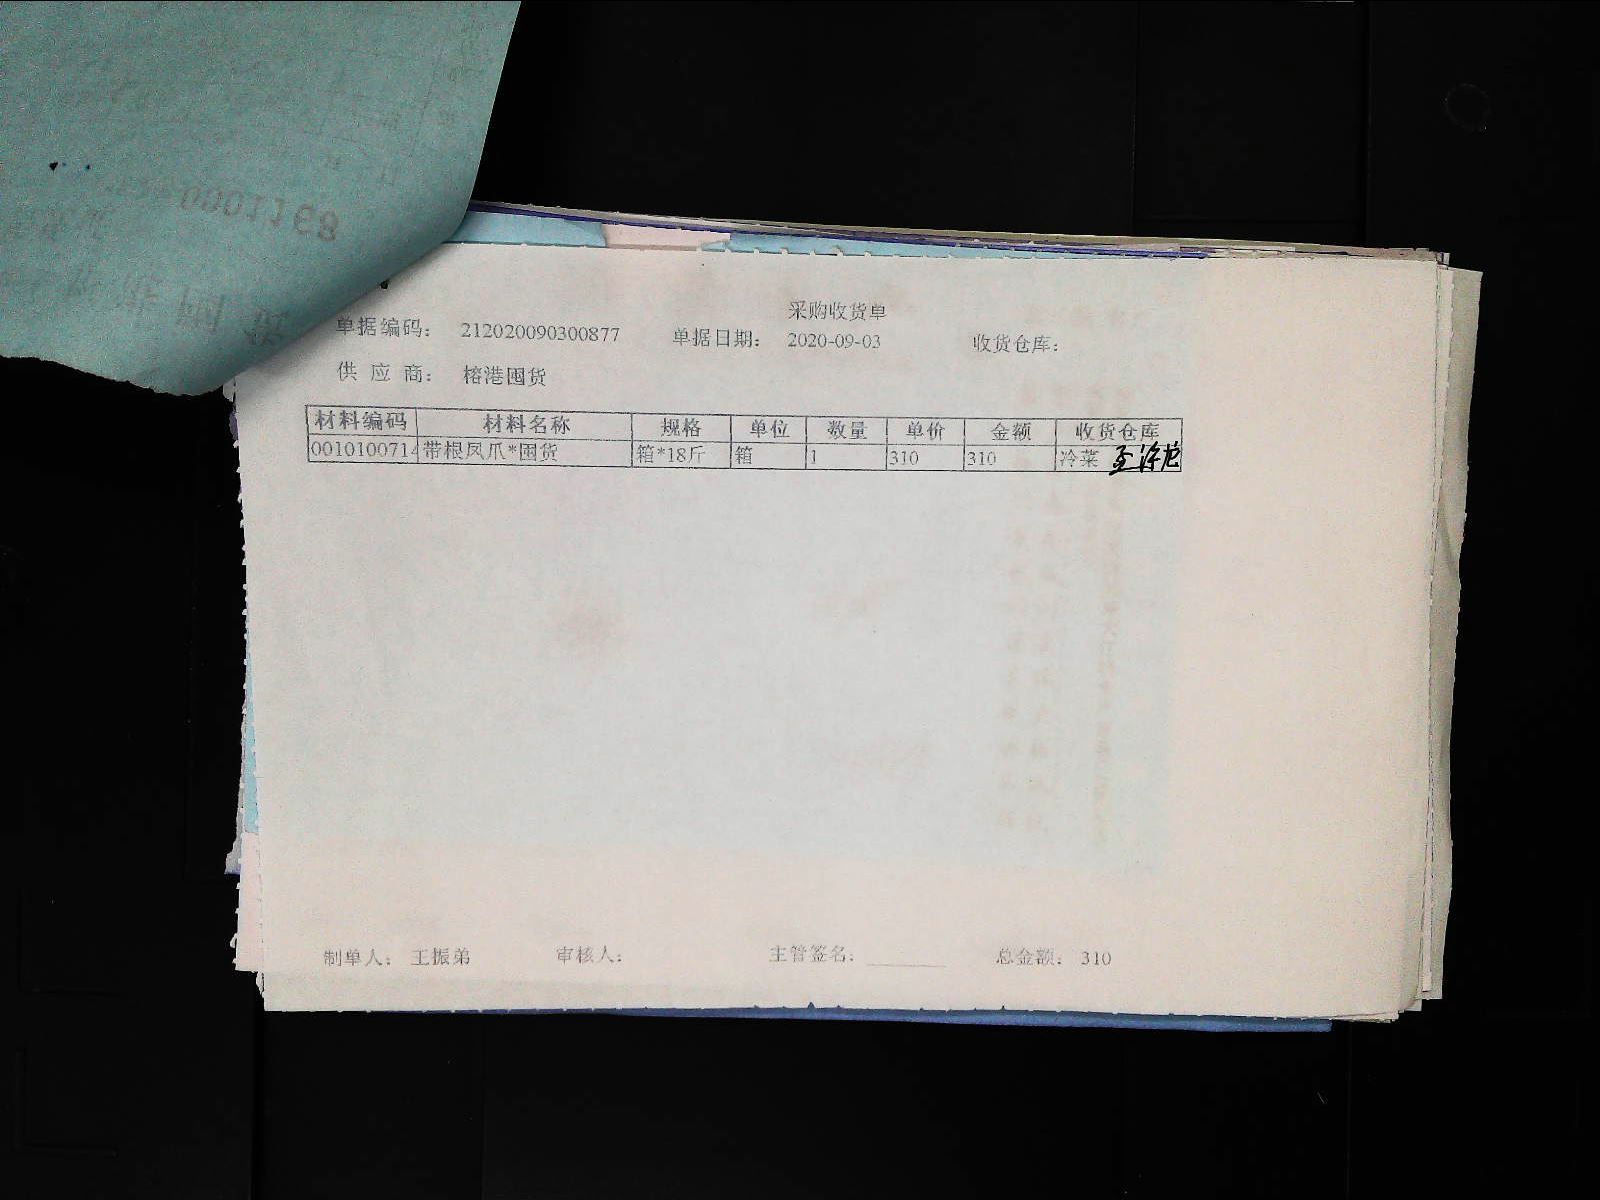 采购收货单
单据编码： 212020090300877 单据日期： 2020-09-03 收货仓库：
供 应 商： 榕港囤货
材料编码 材料名称 规格 单位 数量 单价 金额 收货仓库
0010100714 带根凤爪*囤货 箱*18斤 箱 1 310 310 冷菜
制单人： 王振弟 审核人： 主管签名： 总金额： 310
0001168